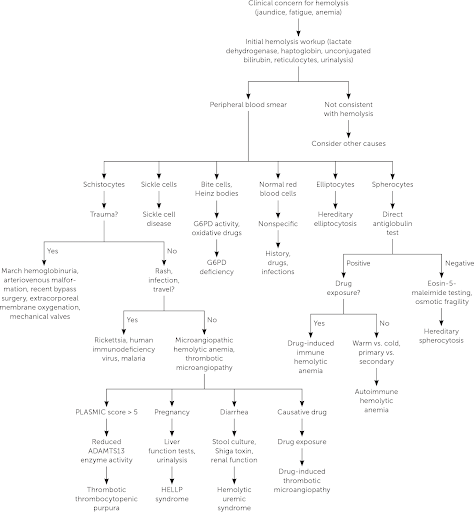 Clinical concern for hemolysis
(jaundice, fatigue, anemia)
Initial hemolysis workup (lactate
dehydrogenase, haptoglobin, unconjugated
bilirubin, reticulocytes, urinalysis)
Peripheral blood smear
Not consistent
with hemolysis
Consider other causes
Schistocytes
Sickle cells
Bite cells,
Heinz bodies
Normal red
blood cells
Elliptocytes
Spherocytes
Trauma?
Sickle cell
disease
G6PD activity,
oxidative drugs
Nonspecific
Hereditary
elliptocytosis
Direct
antiglobulin
test
Yes
No
G6PD
deficiency
History,
drugs,
infections
Positive
Negative
March hemoglobinuria,
arteriovenous malfor-
mation, recent bypass
surgery, extracorporeal
membrane oxygenation,
mechanical valves
Rash,
infection,
travel?
Drug
exposure?
Eosin-5-
maleimide testing,
osmotic fragility
Yes
No
Yes
No
Hereditary
spherocytosis
Rickettsia, human
immunodeficiency
virus, malaria
Microangiopathic
hemolytic anemia,
thrombotic
microangiopathy
Drug-induced
immune
hemolytic
anemia
Warm vs. cold,
primary vs.
secondary
Autoimmune
hemolytic
anemia
PLASMIC score > 5
Pregnancy
Diarrhea
Causative drug
Reduced
ADAMTS13
enzyme activity
Liver
function tests,
urinalysis
Stool culture,
Shiga toxin,
renal function
Drug exposure
Thrombotic
thrombocytopenic
purpura
HELLP
syndrome
Hemolytic
uremic
syndrome
Drug-induced
thrombotic
microangiopathy